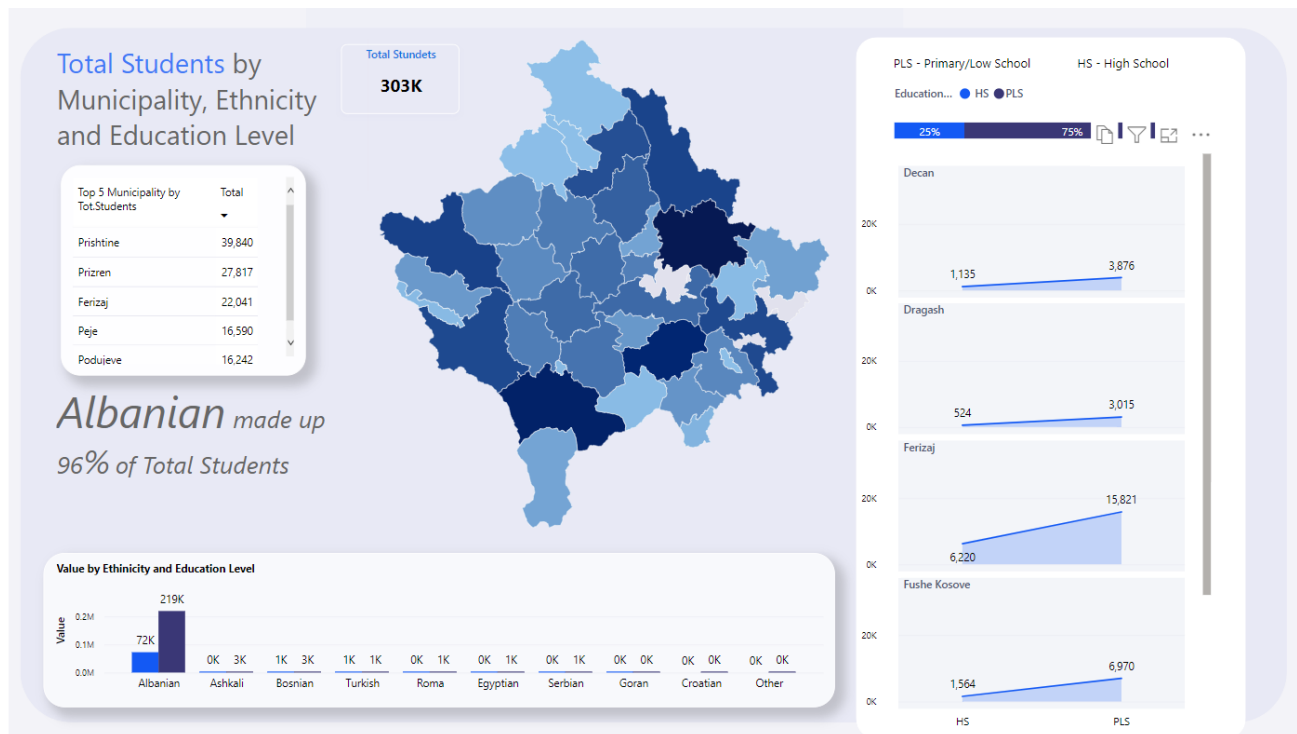 Total Students by
Municipality, Ethnicity
and Education Level
Total Stundets
303K
Top 5 Municipality by
Tot.Students
Total
Prishtine 39,840
Prizren 27,817
Ferizaj 22,041
Peje 16,590
Podujeve 16,242
Albanian made up
96% of Total Students
Value by Ethinicity and Education Level
Value
0.2M
0.1M
0.0M
72K 219K
0K 3K
1K 3K
1K 1K
0K 1K
0K 1K
0K 1K
0K 0K
0K 0K
0K 0K
Albanian Ashkali Bosnian Turkish Roma Egyptian Serbian Goran Croatian Other
PLS - Primary/Low School HS - High School
Education... HS PLS
25% 75%
Decan
20K
0K
1,135 3,876
Dragash
20K
0K
524 3,015
Ferizaj
20K
0K
6,220 15,821
Fushe Kosove
20K
0K
1,564 6,970
HS PLS